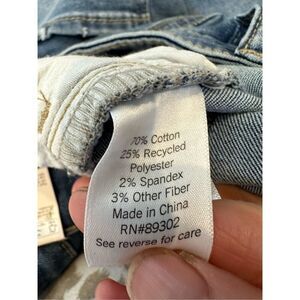 70% Cotton
25% Recycled
Polyester
2% Spandex
3% Other Fiber
Made in China
RN#89302
See reverse for care